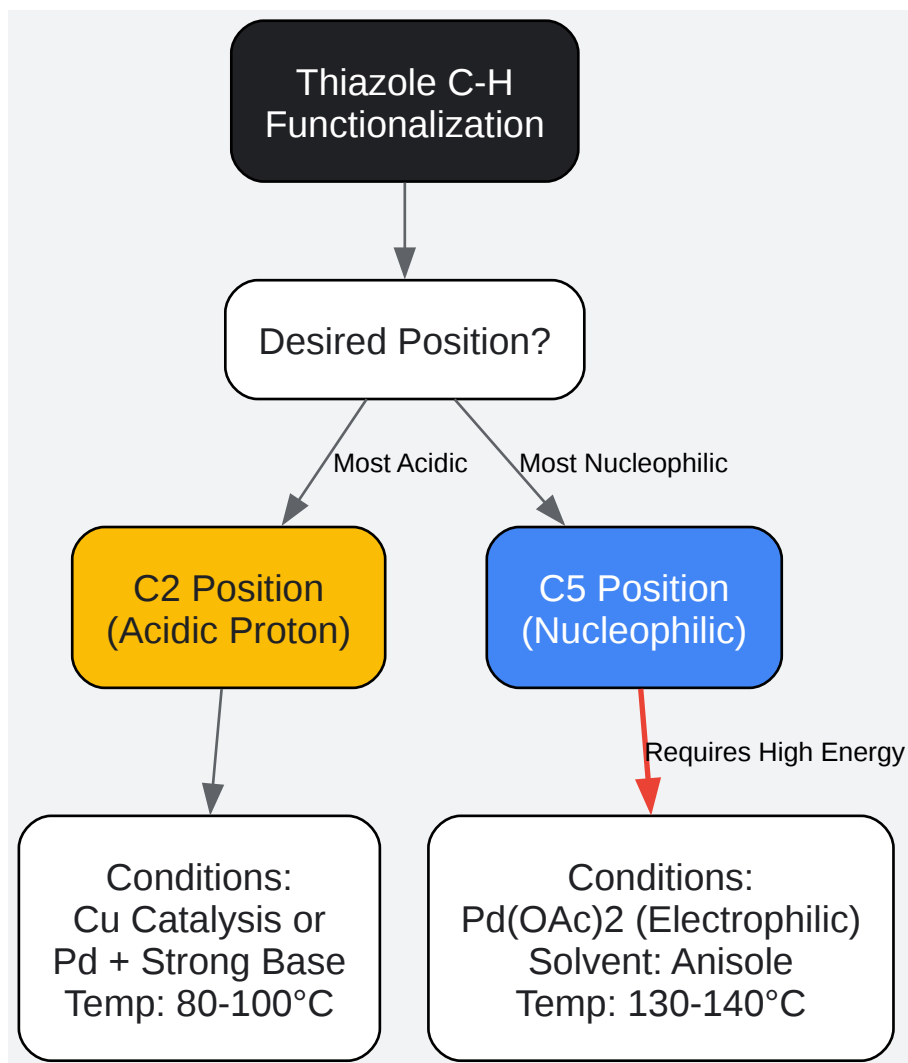 Thiazole C-H
Functionalization
Desired Position?
Most Acidic
Most Nucleophilic
C2 Position
(Acidic Proton)
C5 Position
(Nucleophilic)
Requires High Energy
Conditions:
Cu Catalysis or
Pd + Strong Base
Temp: 80-100°C
Conditions:
Pd(OAc)2 (Electrophilic)
Solvent: Anisole
Temp: 130-140°C